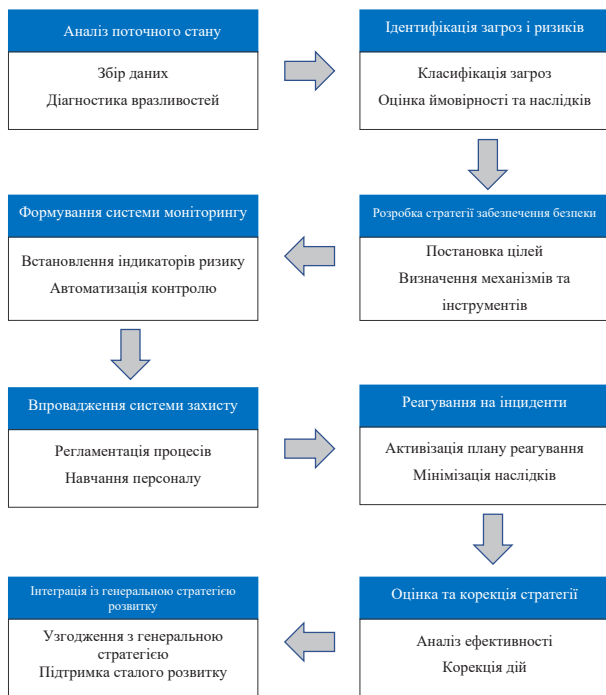 Аналіз поточного стану
Збір даних
Діагностика вразливостей
Ідентифікація загроз і ризиків
Класифікація загроз
Оцінка ймовірності та наслідків
Розробка стратегії забезпечення безпеки
Постановка цілей
Визначення механізмів та
інструментів
Формування системи моніторингу
Встановлення індикаторів ризику
Автоматизація контролю
Впровадження системи захисту
Регламентація процесів
Навчання персоналу
Реагування на інциденти
Активізація плану реагування
Мінімізація наслідків
Оцінка та корекція стратегії
Аналіз ефективності
Корекція дій
Інтеграція із генеральною стратегією
розвитку
Узгодження з генеральною
стратегією
Підтримка сталого розвитку